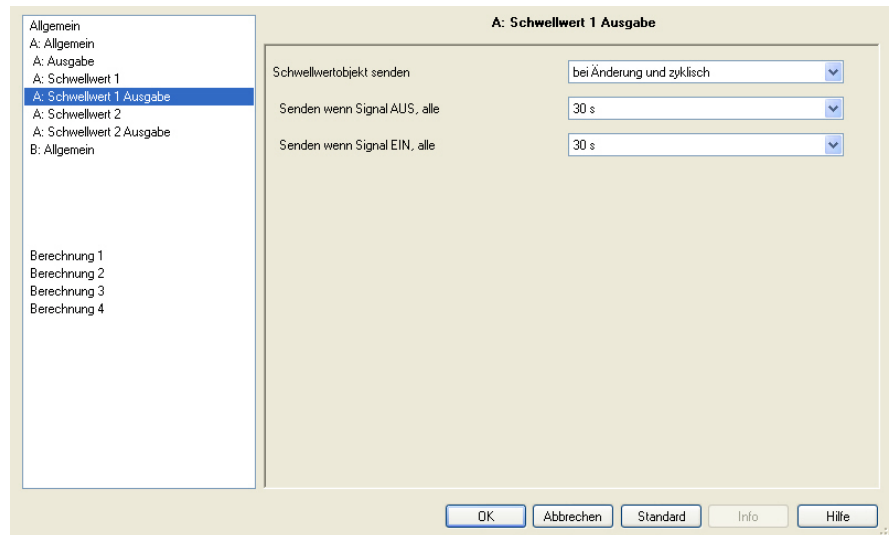 Allgemein
A: Allgemein
A: Ausgabe
A: Schwellwert 1
A: Schwellwert 1 Ausgabe
A: Schwellwert 2
A: Schwellwert 2 Ausgabe
B: Allgemein
Berechnung 1
Berechnung 2
Berechnung 3
Berechnung 4
A: Schwellwert 1 Ausgabe
Schwellwertobjekt senden bei Änderung und zyklisch
Senden wenn Signal AUS, alle 30 s
Senden wenn Signal EIN, alle 30 s
OK Abbrechen Standard Info Hilfe